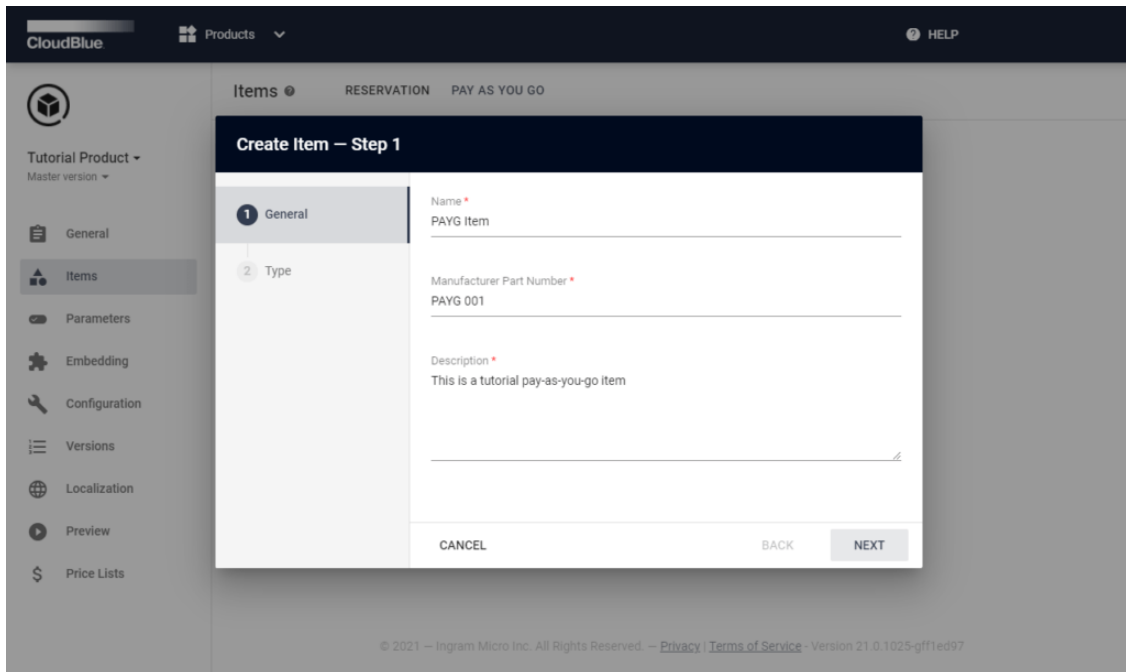 CloudBlue
Products
HELP
Items
RESERVATION
PAY AS YOU GO
Tutorial Product
Master version
General
Items
Parameters
Embedding
Configuration
Versions
Localization
Preview
Price Lists
Create Item — Step 1
1 General
2 Type
Name *
PAYG Item
Manufacturer Part Number *
PAYG 001
Description *
This is a tutorial pay-as-you-go item
CANCEL
BACK
NEXT
© 2021 — Ingram Micro Inc. All Rights Reserved. — Privacy | Terms of Service - Version 21.0.1025-gff1ed97